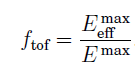 f_tof = E_eff^max / E^max